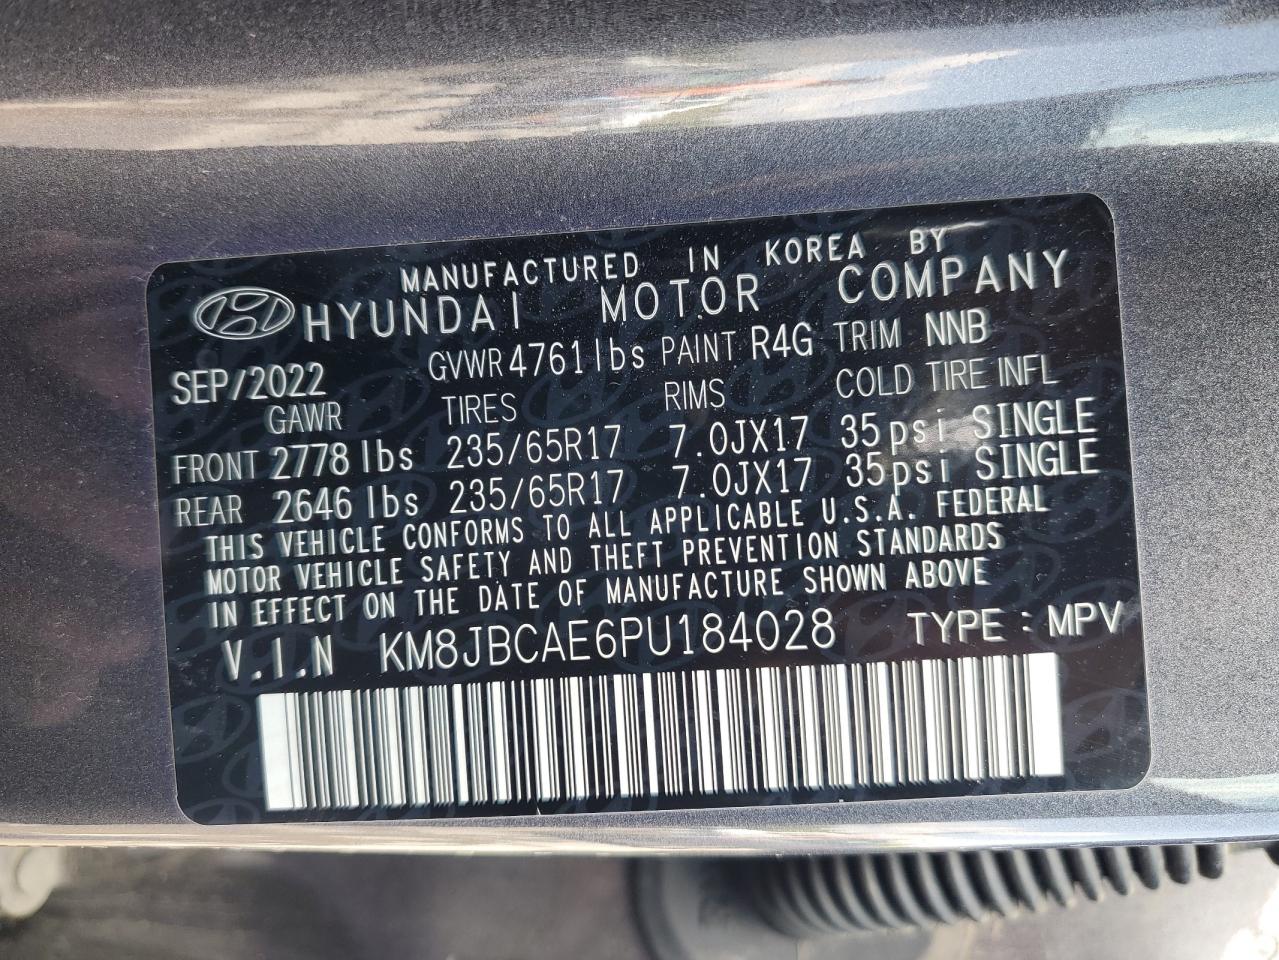 MANUFACTURED IN KOREA BY
HYUNDAI MOTOR COMPANY
SEP/2022 GVWR 4761 lbs PAINT R4G TRIM NNB
GAWR TIRES RIMS COLD TIRE INFL
FRONT 2778 lbs 235/65R17 7.0JX17 35 psi SINGLE
REAR 2646 lbs 235/65R17 7.0JX17 35psi SINGLE
THIS VEHICLE CONFORMS TO ALL APPLICABLE U.S.A. FEDERAL
MOTOR VEHICLE SAFETY AND THEFT PREVENTION STANDARDS
IN EFFECT ON THE DATE OF MANUFACTURE SHOWN ABOVE
V.I.N KM8JBCAE6PU184028 TYPE : MPV